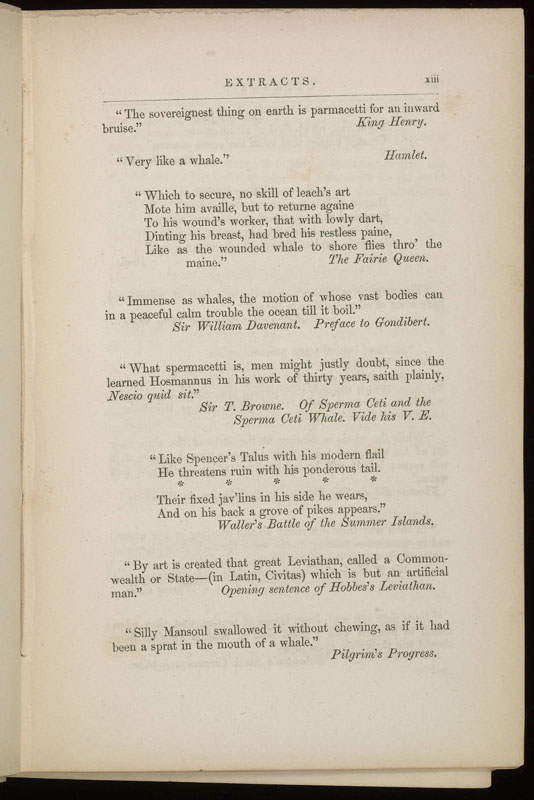 EXTRACTS. xiii
“The sovereignest thing on earth is parmacetti for an inward
bruise.” King Henry.
“Very like a whale.” Hamlet.
“Which to secure, no skill of leach’s art
Mote him availle, but to returne againe
To his wound’s worker, that with lowly dart,
Dinting his breast, had bred his restless paine,
Like as the wounded whale to shore flies thro’ the
maine.” The Fairie Queen.
“Immense as whales, the motion of whose vast bodies can
in a peaceful calm trouble the ocean till it boil.”
Sir William Davenant. Preface to Gondibert.
“What spermacetti is, men might justly doubt, since the
learned Hosmannus in his work of thirty years, saith plainly,
Nescio quid sit.”
Sir T. Browne. Of Sperma Ceti and the
Sperma Ceti Whale. Vide his V. E.
“Like Spencer’s Talus with his modern flail
He threatens ruin with his ponderous tail.
* * * * *
Their fixed jav’lins in his side he wears,
And on his back a grove of pikes appears.”
Waller’s Battle of the Summer Islands.
“By art is created that great Leviathan, called a Common-
wealth or State—(in Latin, Civitas) which is but an artificial
man.” Opening sentence of Hobbes’s Leviathan.
“Silly Mansoul swallowed it without chewing, as if it had
been a sprat in the mouth of a whale.”
Pilgrim’s Progress.